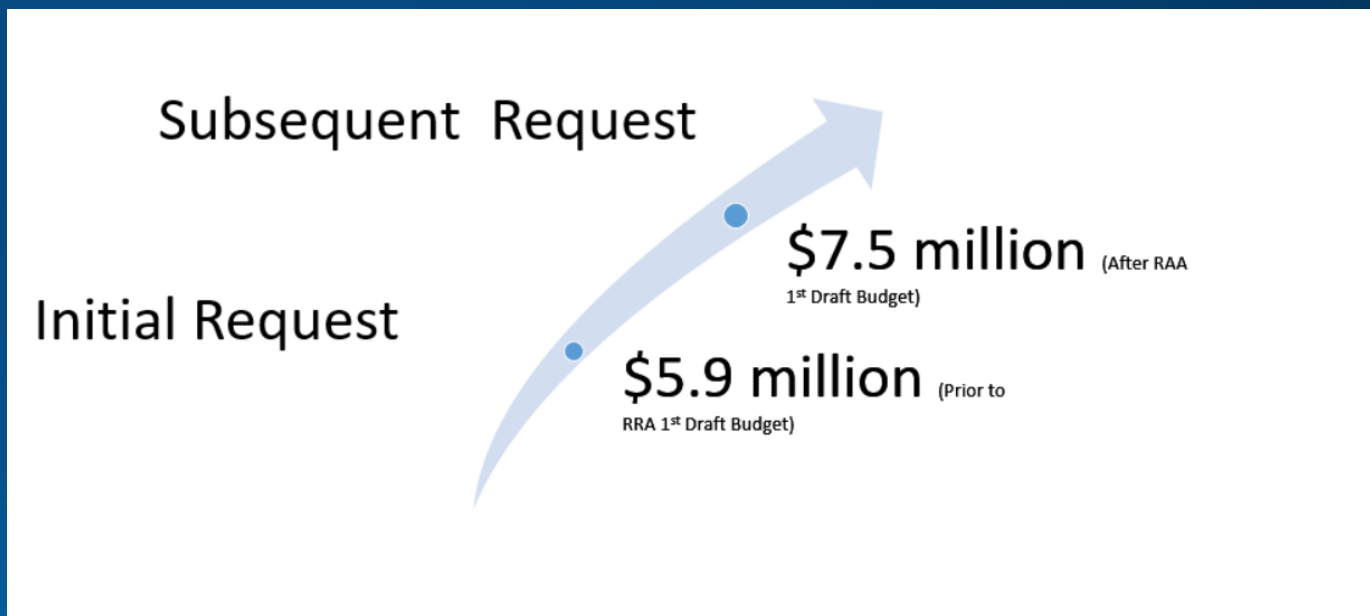 Subsequent  Request
Initial Request
$7.5 million (After RAA
1st Draft Budget)
$5.9 million (Prior to
RRA 1st Draft Budget)